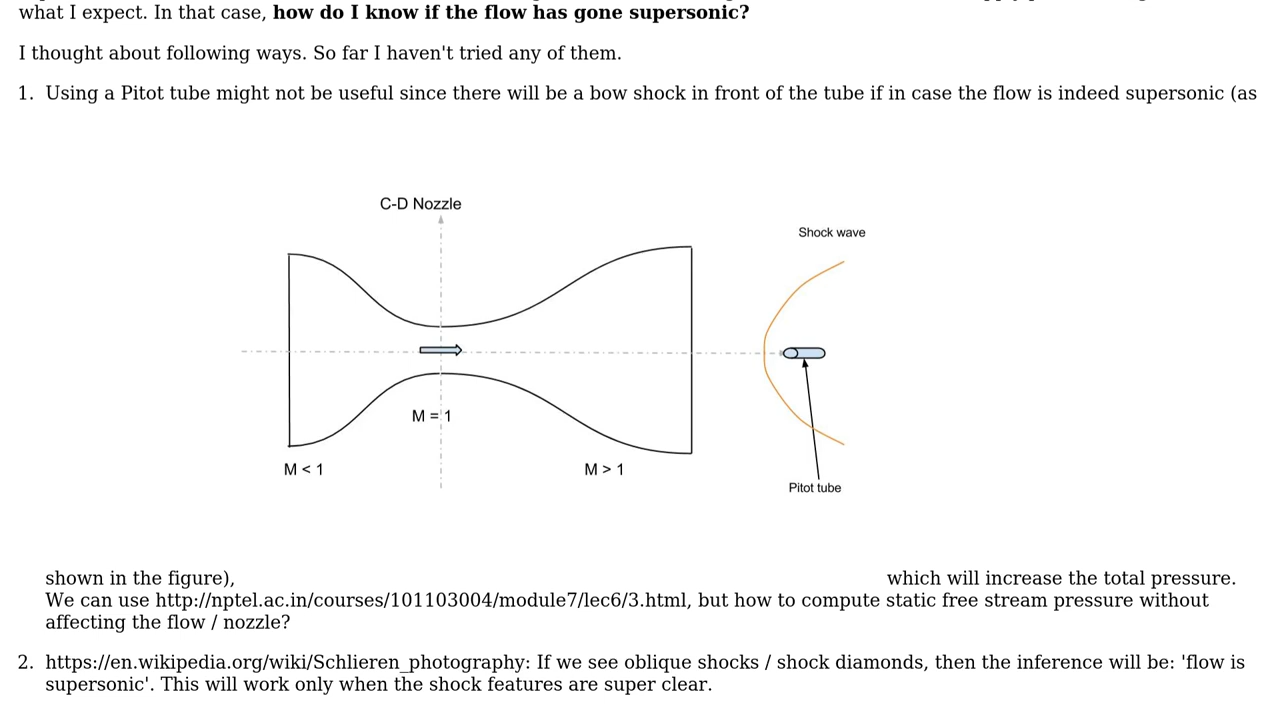 what I expect. In that case, how do I know if the flow has gone supersonic?
I thought about following ways. So far I haven't tried any of them.
1. Using a Pitot tube might not be useful since there will be a bow shock in front of the tube if in case the flow is indeed supersonic (as
C-D Nozzle
Shock wave
M = 1
M < 1
M > 1
Pitot tube
shown in the figure), which will increase the total pressure.
We can use http://nptel.ac.in/courses/101103004/module7/lec6/3.html, but how to compute static free stream pressure without
affecting the flow / nozzle?
2. https://en.wikipedia.org/wiki/Schlieren_photography: If we see oblique shocks / shock diamonds, then the inference will be: 'flow is
supersonic'. This will work only when the shock features are super clear.